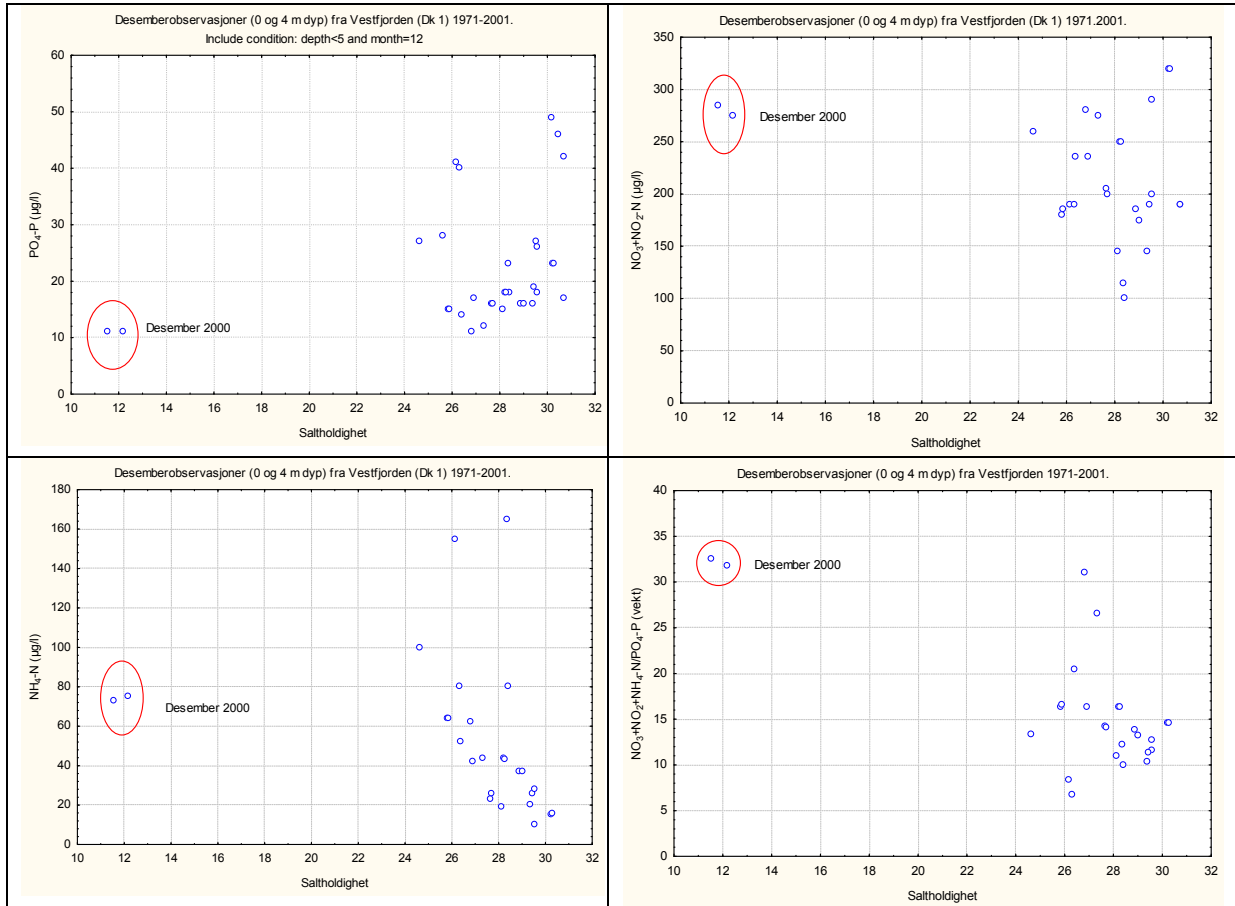 Desemberobservasjoner (0 og 4 m dyp) fra Vestfjorden (Dk 1) 1971-2001.
Include condition: depth<5 and month=12
PO₄-P (µg/l)
60
50
40
30
20
10
0
Desember 2000
10 12 14 16 18 20 22 24 26 28 30 32
Saltholdighet
Desemberobservasjoner (0 og 4 m dyp) fra Vestfjorden (Dk 1) 1971.2001.
NO₃+NO₂-N (µg/l)
350
300
250
200
150
100
50
0
Desember 2000
10 12 14 16 18 20 22 24 26 28 30 32
Saltholdighet
Desemberobservasjoner (0 og 4 m dyp) fra Vestfjorden (Dk 1) 1971-2001.
NH₄-N (µg/l)
180
160
140
120
100
80
60
40
20
0
Desember 2000
10 12 14 16 18 20 22 24 26 28 30 32
Saltholdighet
Desemberobservasjoner (0 og 4 m dyp) fra Vestfjorden 1971-2001.
NO₃+NO₂+NH₄-N/PO₄-P (vekt)
40
35
30
25
20
15
10
5
0
Desember 2000
10 12 14 16 18 20 22 24 26 28 30 32
Saltholdighet